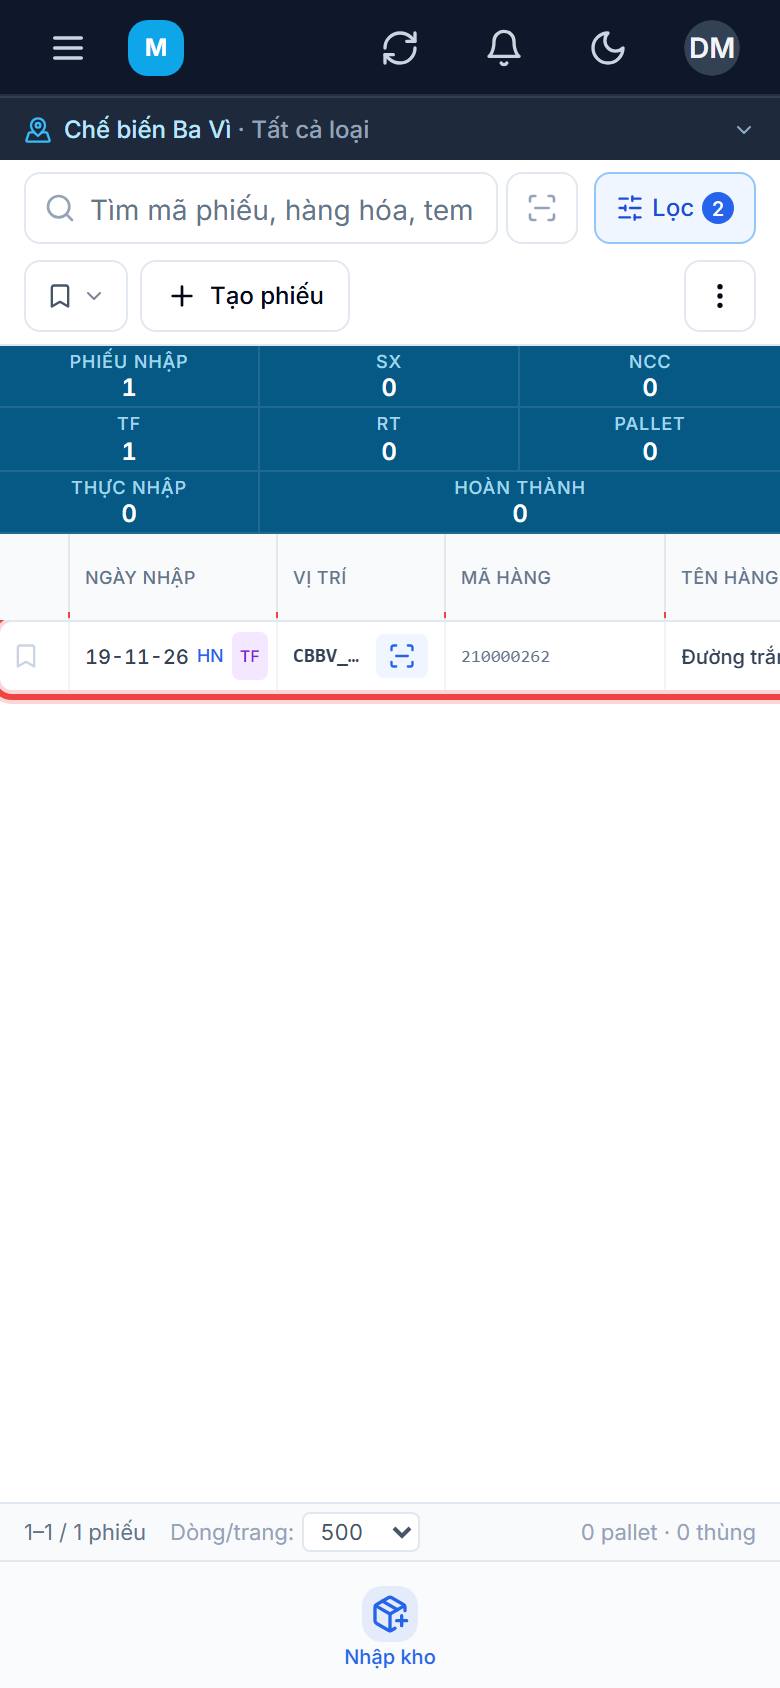 M
DM
Chế biến Ba Vì · Tất cả loại
Tìm mã phiếu, hàng hóa, tem
Lọc 2
Tạo phiếu
PHIẾU NHẬP SX NCC
1 0 0
TF RT PALLET
1 0 0
THỰC NHẬP HOÀN THÀNH
0 0
NGÀY NHẬP VỊ TRÍ MÃ HÀNG TÊN HÀNG
19-11-26 HN TF CBBV_… 210000262 Đường trắn
1–1 / 1 phiếu Dòng/trang: 500 0 pallet · 0 thùng
Nhập kho